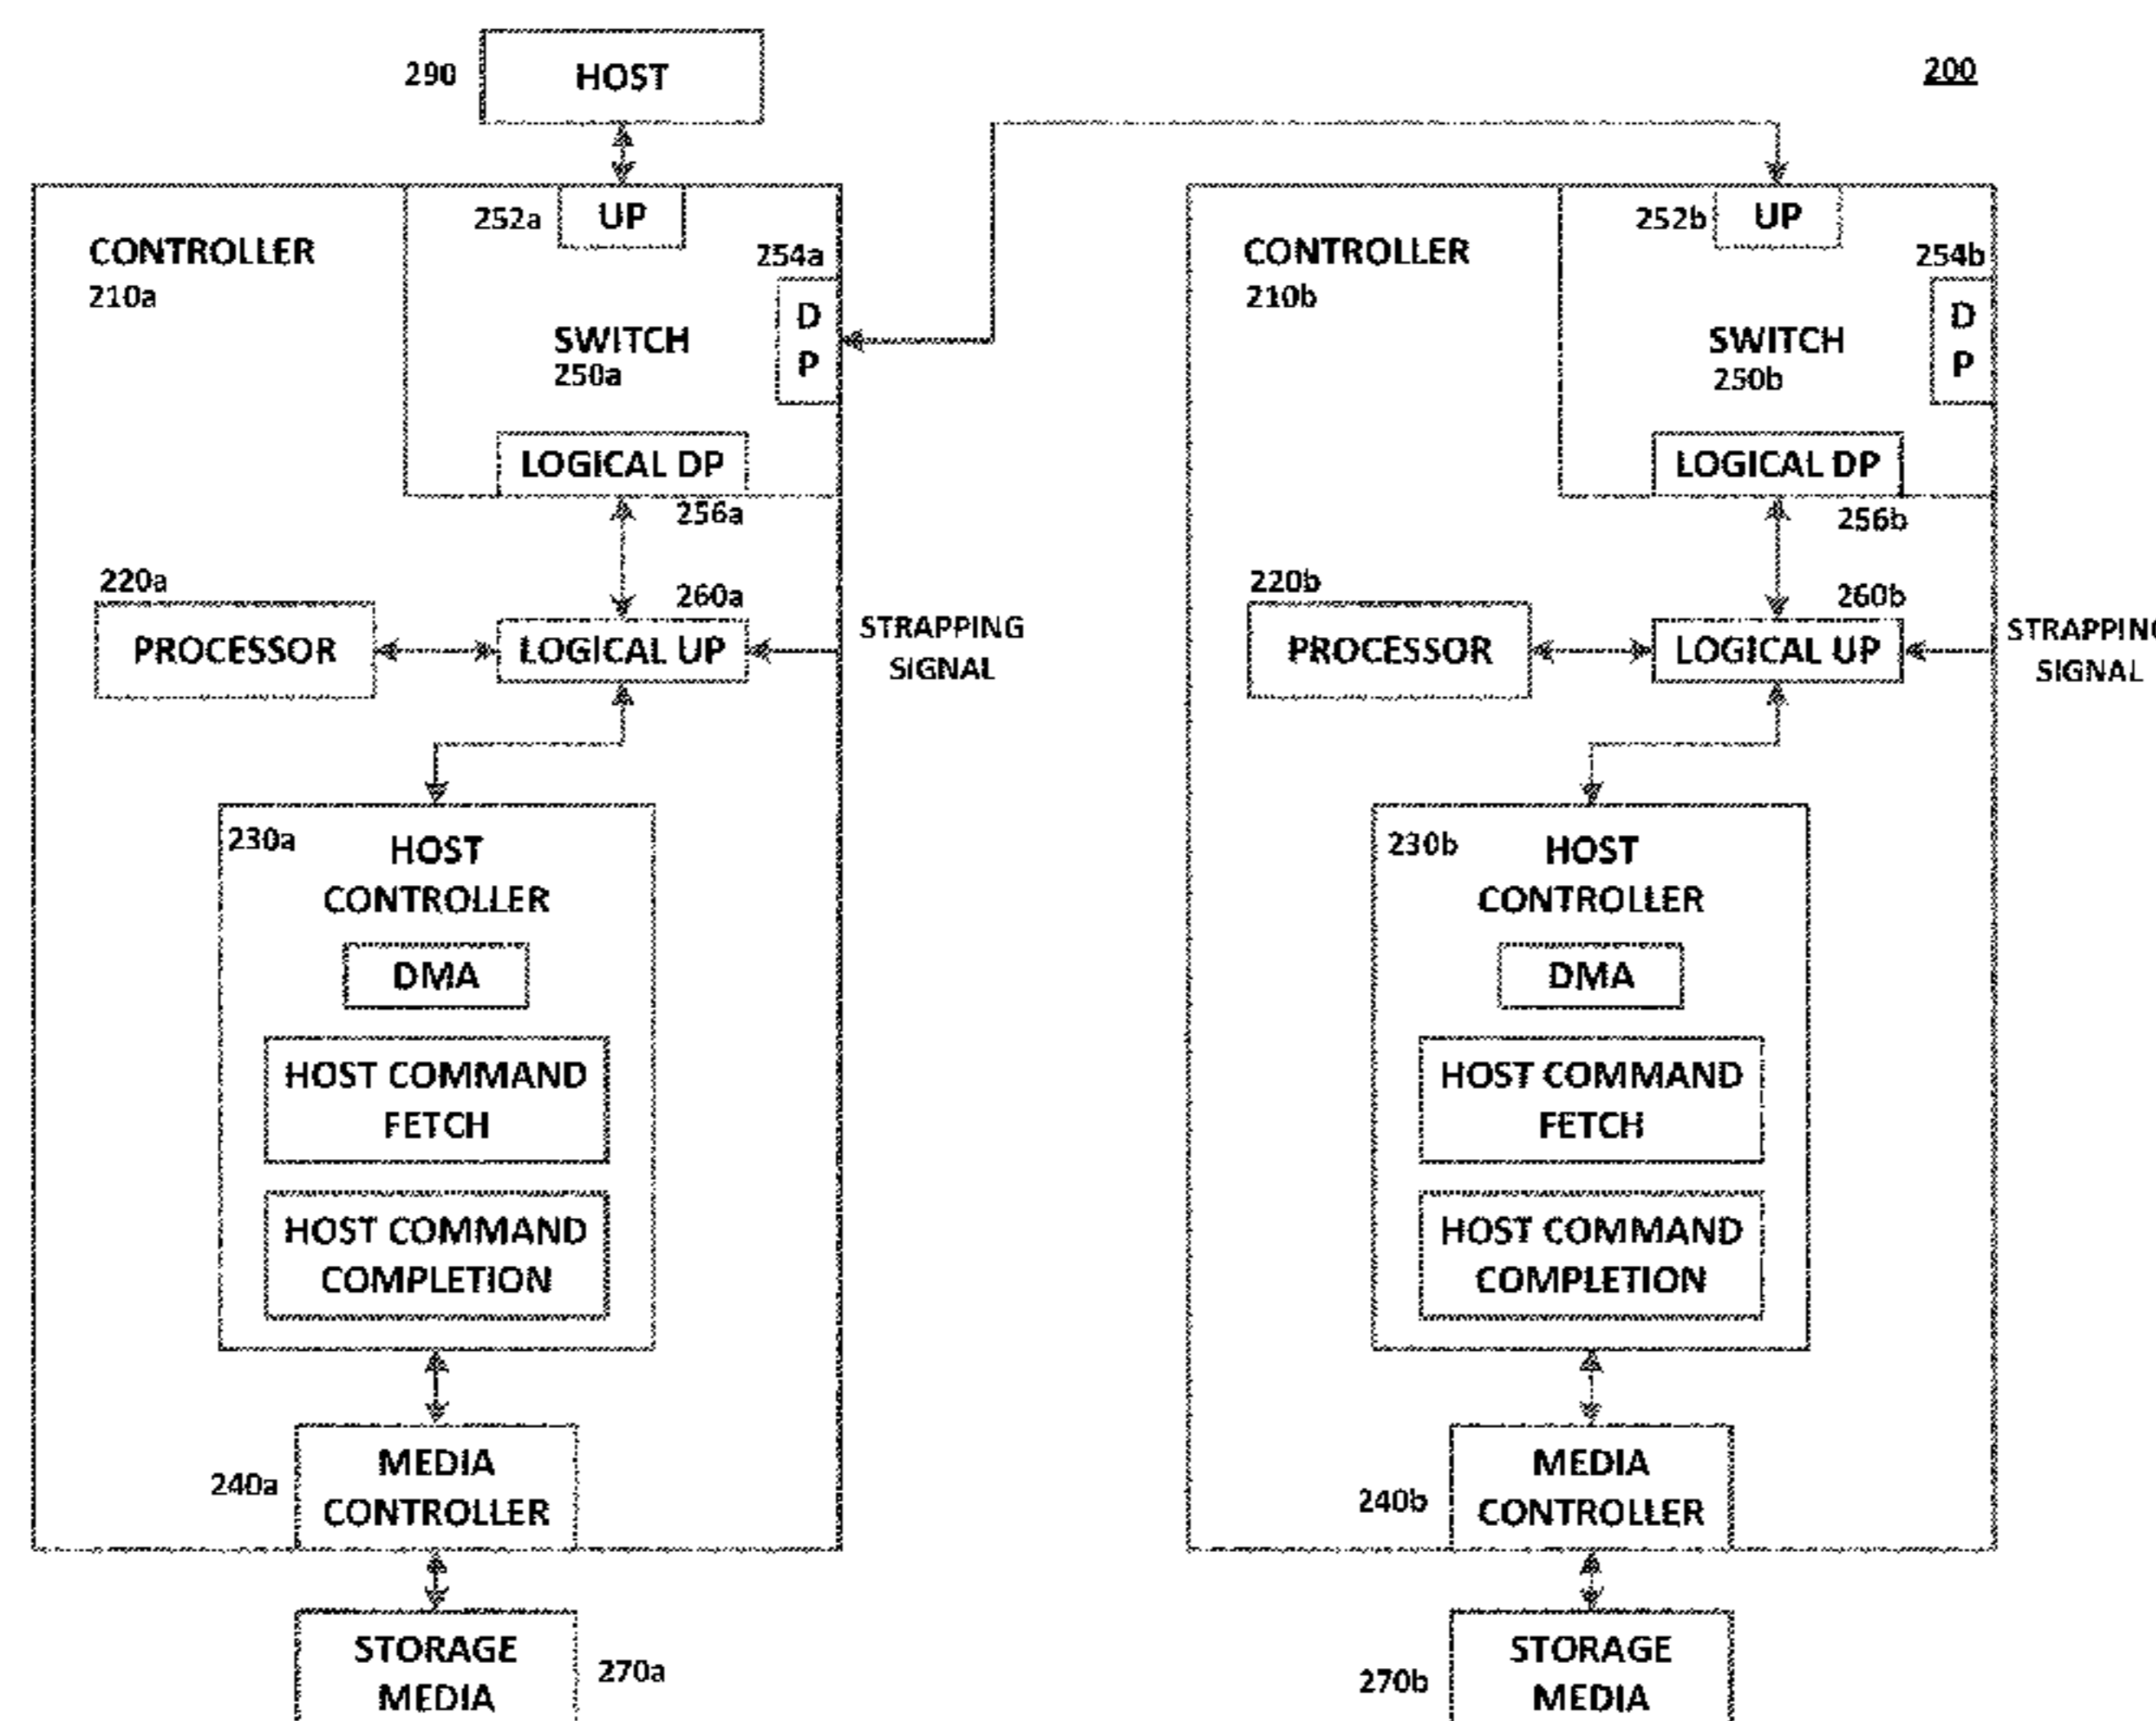 290
HOST
200
252a
UP
CONTROLLER
210a
254a
D
P
SWITCH
250a
LOGICAL DP
256a
220a
PROCESSOR
260a
LOGICAL UP
STRAPPING
SIGNAL
230a
HOST
CONTROLLER
DMA
HOST COMMAND
FETCH
HOST COMMAND
COMPLETION
240a
MEDIA
CONTROLLER
STORAGE
MEDIA
270a
252b
UP
CONTROLLER
210b
254b
D
P
SWITCH
250b
LOGICAL DP
256b
220b
PROCESSOR
260b
LOGICAL UP
STRAPPING
SIGNAL
230b
HOST
CONTROLLER
DMA
HOST COMMAND
FETCH
HOST COMMAND
COMPLETION
240b
MEDIA
CONTROLLER
STORAGE
MEDIA
270b